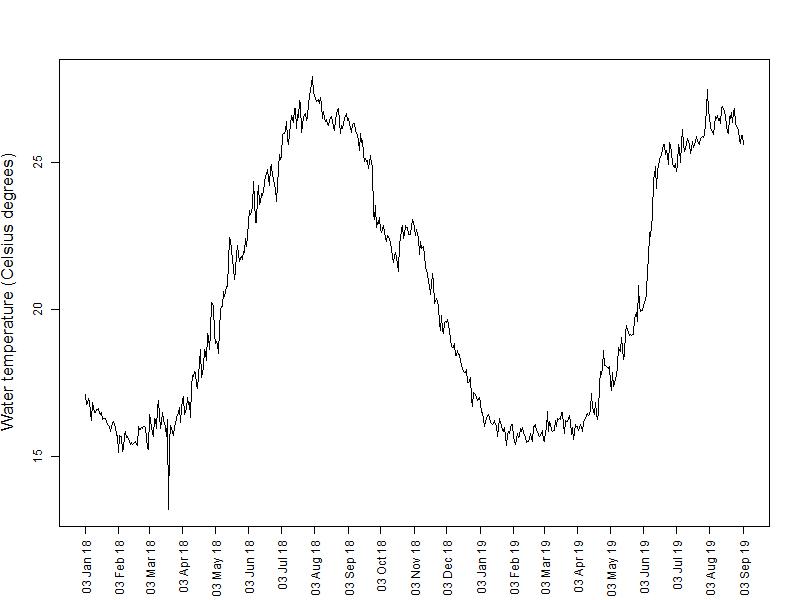 Water temperature (Celsius degrees)
25
20
15
03 Jan 18
03 Feb 18
03 Mar 18
03 Apr 18
03 May 18
03 Jun 18
03 Jul 18
03 Aug 18
03 Sep 18
03 Oct 18
03 Nov 18
03 Dec 18
03 Jan 19
03 Feb 19
03 Mar 19
03 Apr 19
03 May 19
03 Jun 19
03 Jul 19
03 Aug 19
03 Sep 19